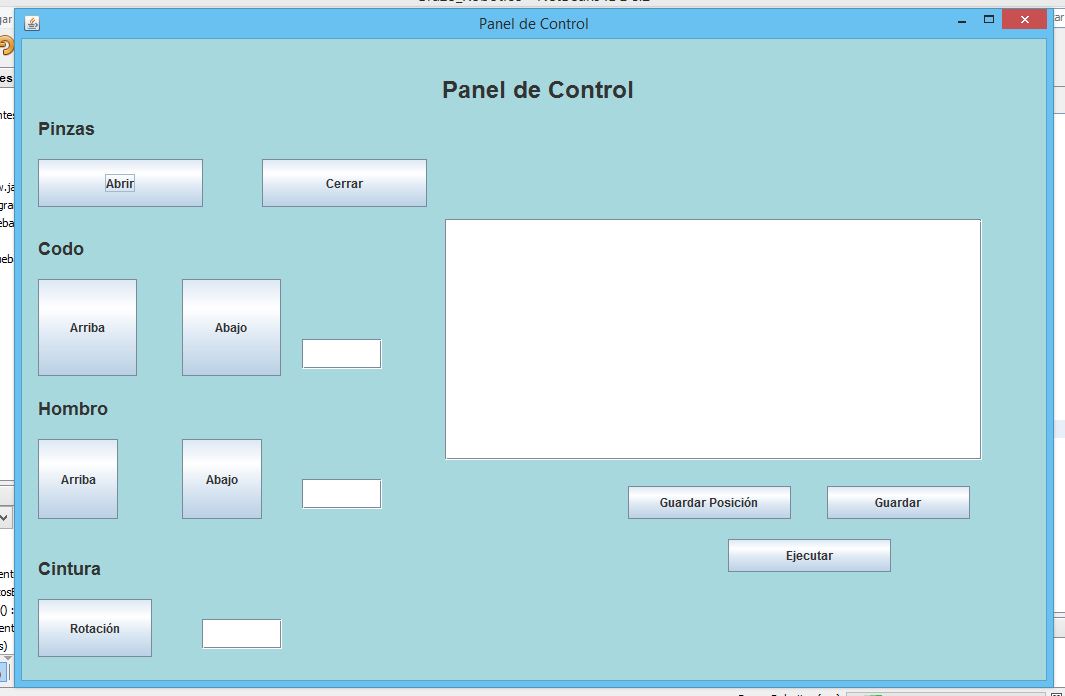 Panel de Control
Panel de Control
Pinzas
Abrir
Cerrar
Codo
Arriba
Abajo
Hombro
Arriba
Abajo
Guardar Posición
Guardar
Ejecutar
Cintura
Rotación